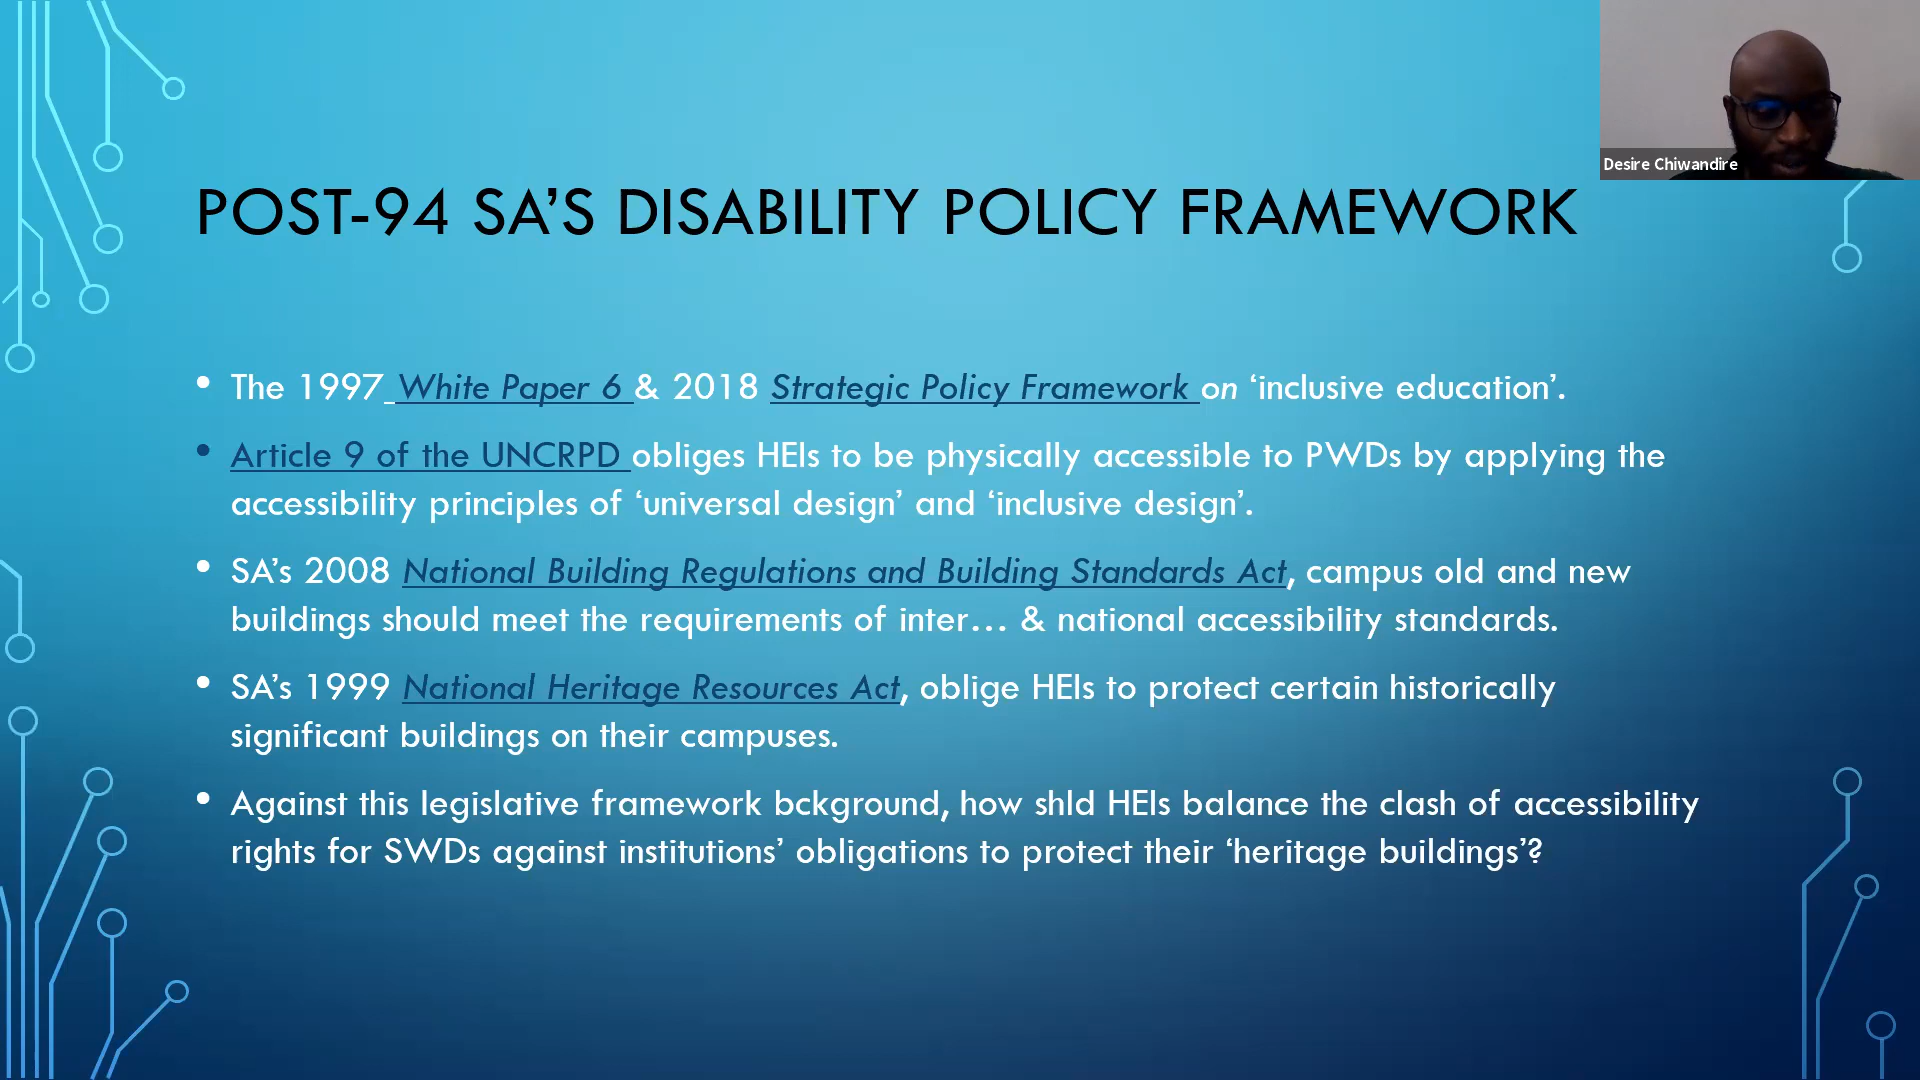 Desire Chiwandire
POST-94 SA’S DISABILITY POLICY FRAMEWORK
• The 1997 White Paper 6 & 2018 Strategic Policy Framework on ‘inclusive education’.
• Article 9 of the UNCRPD obliges HEIs to be physically accessible to PWDs by applying the
accessibility principles of ‘universal design’ and ‘inclusive design’.
• SA’s 2008 National Building Regulations and Building Standards Act, campus old and new
buildings should meet the requirements of inter… & national accessibility standards.
• SA’s 1999 National Heritage Resources Act, oblige HEIs to protect certain historically
significant buildings on their campuses.
• Against this legislative framework bckground, how shld HEIs balance the clash of accessibility
rights for SWDs against institutions’ obligations to protect their ‘heritage buildings’?